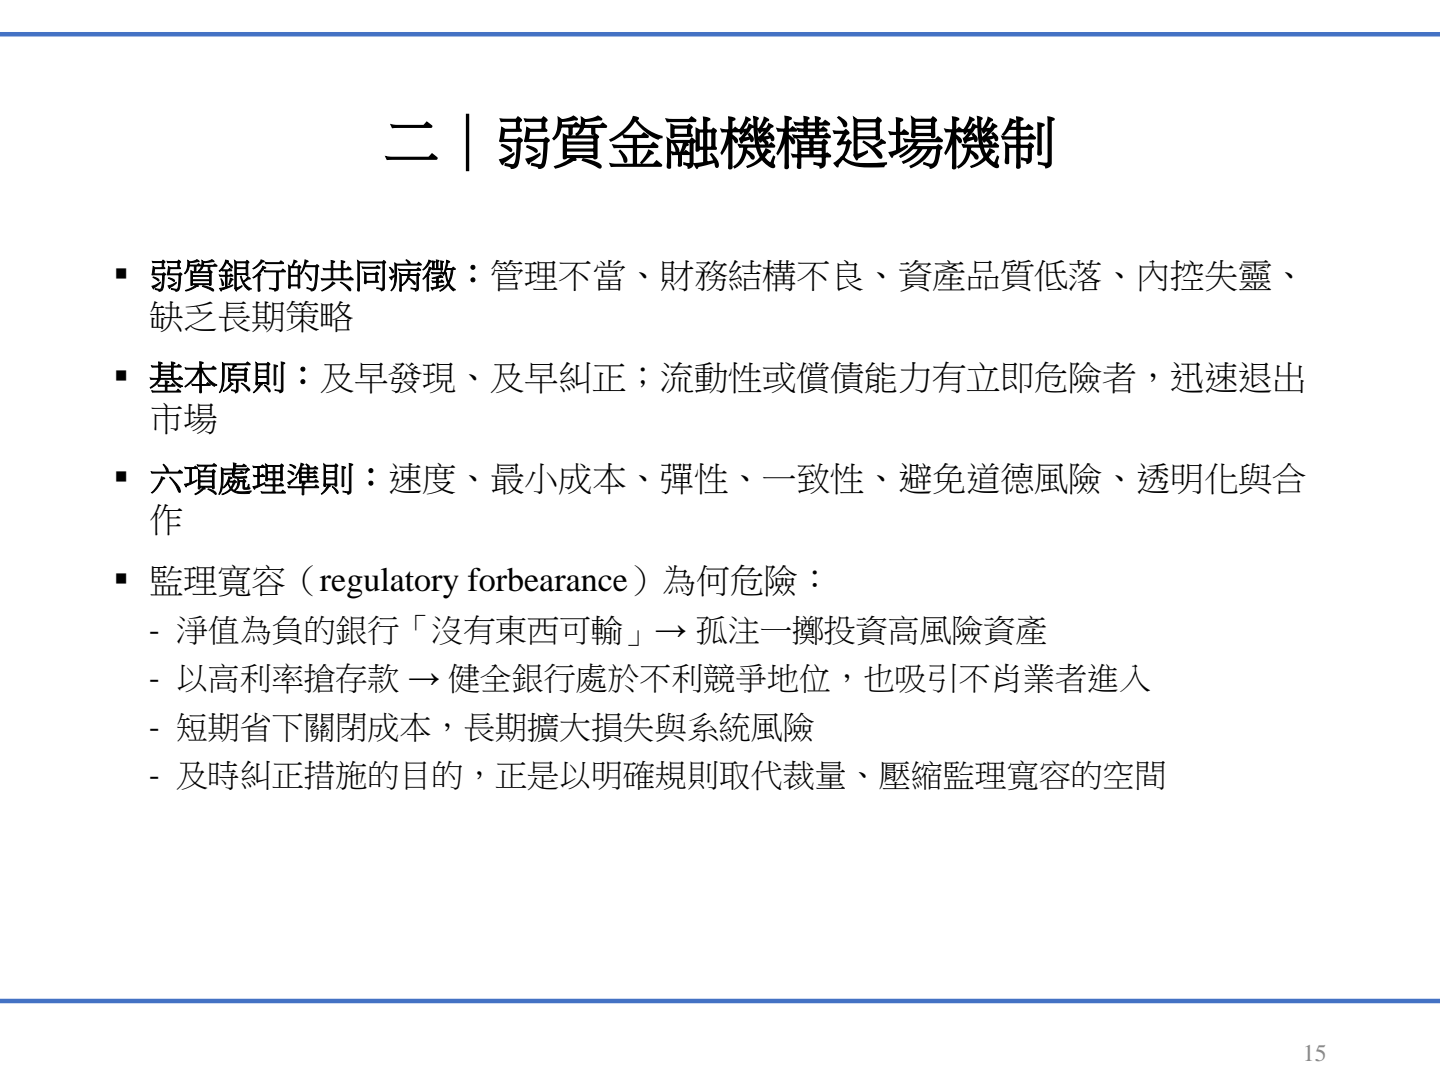 二｜弱質金融機構退場機制
▪ 弱質銀行的共同病徵：管理不當、財務結構不良、資產品質低落、內控失靈、
缺乏長期策略
▪ 基本原則：及早發現、及早糾正；流動性或償債能力有立即危險者，迅速退出
市場
▪ 六項處理準則：速度、最小成本、彈性、一致性、避免道德風險、透明化與合
作
▪ 監理寬容（regulatory forbearance）為何危險：
- 淨值為負的銀行「沒有東西可輸」→ 孤注一擲投資高風險資產
- 以高利率搶存款 → 健全銀行處於不利競爭地位，也吸引不肖業者進入
- 短期省下關閉成本，長期擴大損失與系統風險
- 及時糾正措施的目的，正是以明確規則取代裁量、壓縮監理寬容的空間
15